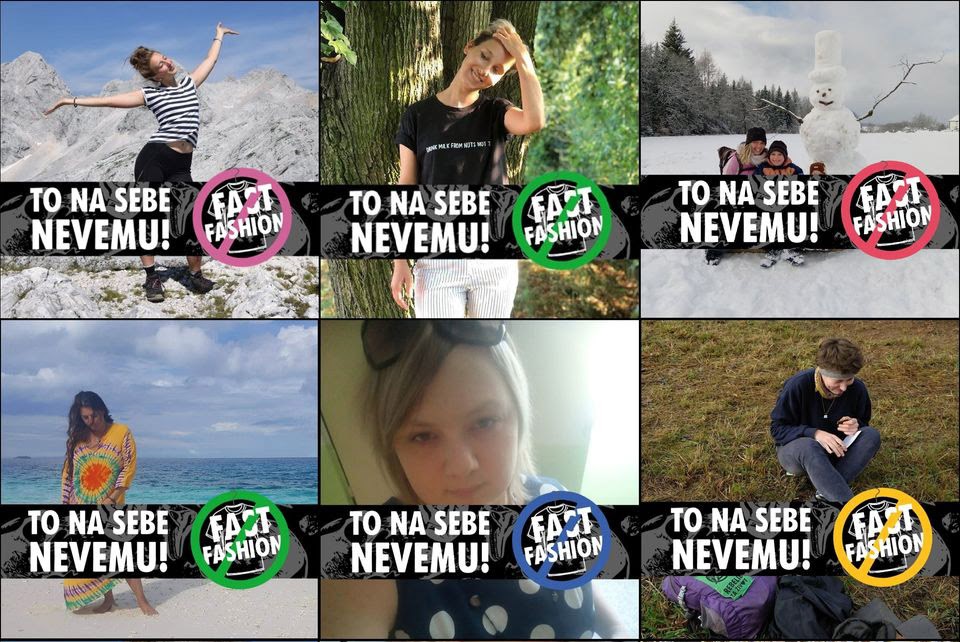 DRINK MILK FROM NUTS NOT T
TO NA SEBE
NEVEMU!
FAST
FASHION
TO NA SEBE
NEVEMU!
FAST
FASHION
TO NA SEBE
NEVEMU!
FAST
FASHION
TO NA SEBE
NEVEMU!
FAST
FASHION
TO NA SEBE
NEVEMU!
FAST
FASHION
TO NA SEBE
NEVEMU!
FAST
FASHION